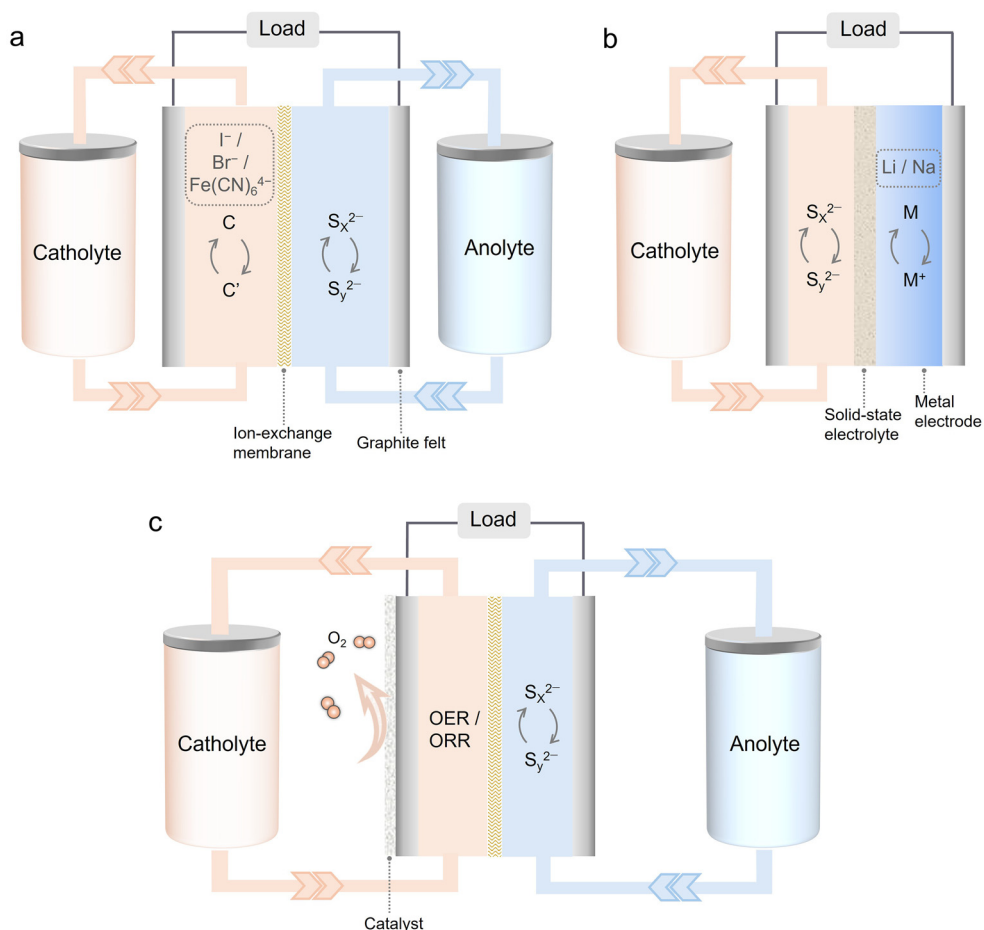 a
Load
I⁻ /
Br⁻ /
Fe(CN)₆⁴⁻
C
C'
Sₓ²⁻
Sᵧ²⁻
Catholyte
Anolyte
Ion-exchange
membrane
Graphite felt
b
Load
Catholyte
Sₓ²⁻
Sᵧ²⁻
Li / Na
M
M⁺
Solid-state
electrolyte
Metal
electrode
c
Load
O₂
Catholyte
OER /
ORR
Sₓ²⁻
Sᵧ²⁻
Anolyte
Catalyst